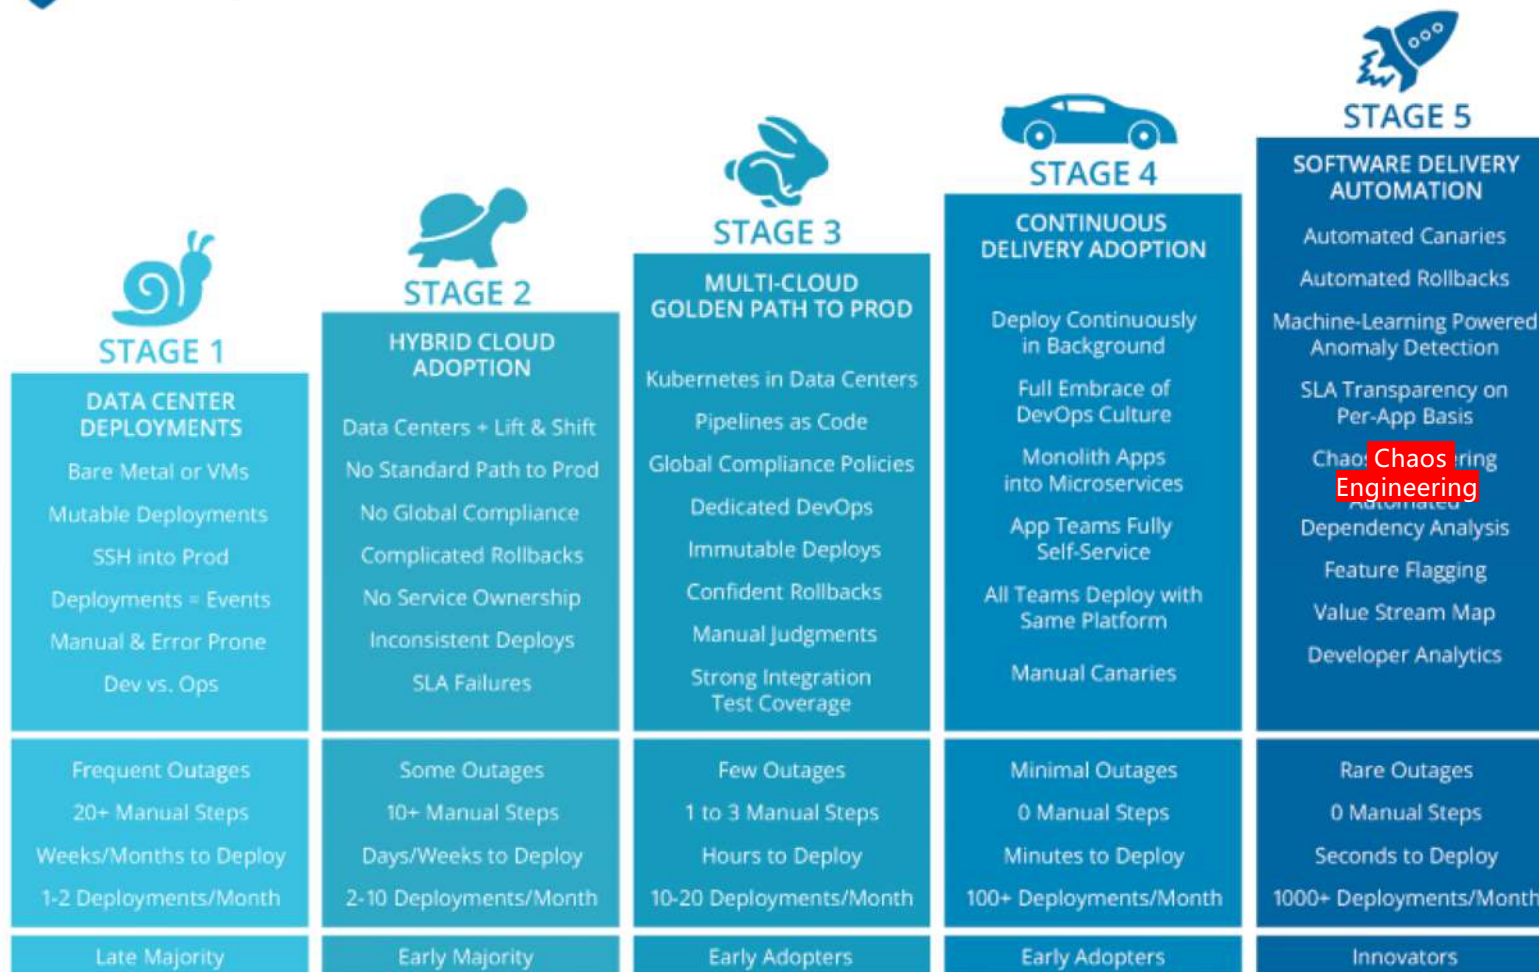 STAGE 1
DATA CENTER
DEPLOYMENTS
Bare Metal or VMs
Mutable Deployments
SSH into Prod
Deployments = Events
Manual & Error Prone
Dev vs. Ops
Frequent Outages
20+ Manual Steps
Weeks/Months to Deploy
1-2 Deployments/Month
Late Majority
STAGE 2
HYBRID CLOUD
ADOPTION
Data Centers + Lift & Shift
No Standard Path to Prod
No Global Compliance
Complicated Rollbacks
No Service Ownership
Inconsistent Deploys
SLA Failures
Some Outages
10+ Manual Steps
Days/Weeks to Deploy
2-10 Deployments/Month
Early Majority
STAGE 3
MULTI-CLOUD
GOLDEN PATH TO PROD
Kubernetes in Data Centers
Pipelines as Code
Global Compliance Policies
Dedicated DevOps
Immutable Deploys
Confident Rollbacks
Manual Judgments
Strong Integration
Test Coverage
Few Outages
1 to 3 Manual Steps
Hours to Deploy
10-20 Deployments/Month
Early Adopters
STAGE 4
CONTINUOUS
DELIVERY ADOPTION
Deploy Continuously
in Background
Full Embrace of
DevOps Culture
Monolith Apps
into Microservices
App Teams Fully
Self-Service
All Teams Deploy with
Same Platform
Manual Canaries
Minimal Outages
0 Manual Steps
Minutes to Deploy
100+ Deployments/Month
Early Adopters
STAGE 5
SOFTWARE DELIVERY
AUTOMATION
Automated Canaries
Automated Rollbacks
Machine-Learning Powered
Anomaly Detection
SLA Transparency on
Per-App Basis
Chaos
Engineering
Automated
Dependency Analysis
Feature Flagging
Value Stream Map
Developer Analytics
Rare Outages
0 Manual Steps
Seconds to Deploy
1000+ Deployments/Month
Innovators